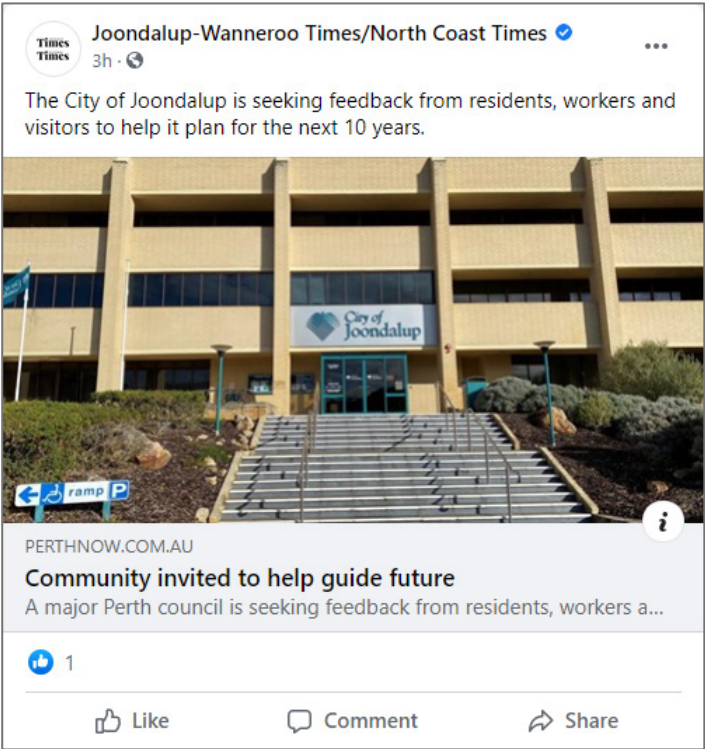 Times
Times
Joondalup-Wanneroo Times/North Coast Times
3h ·
The City of Joondalup is seeking feedback from residents, workers and
visitors to help it plan for the next 10 years.
City of
Joondalup
ramp P
i
PERTHNOW.COM.AU
Community invited to help guide future
A major Perth council is seeking feedback from residents, workers a...
1
Like
Comment
Share